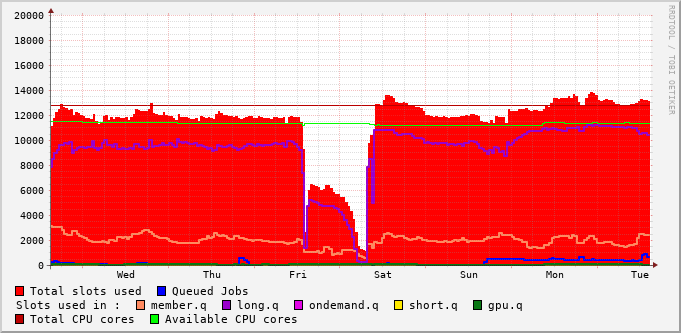 RRDTOOL / TOBI OETIKER
20000
18000
16000
14000
12000
10000
8000
6000
4000
2000
0
Wed Thu Fri Sat Sun Mon Tue
Total slots used Queued Jobs
Slots used in : member.q long.q ondemand.q short.q gpu.q
Total CPU cores Available CPU cores